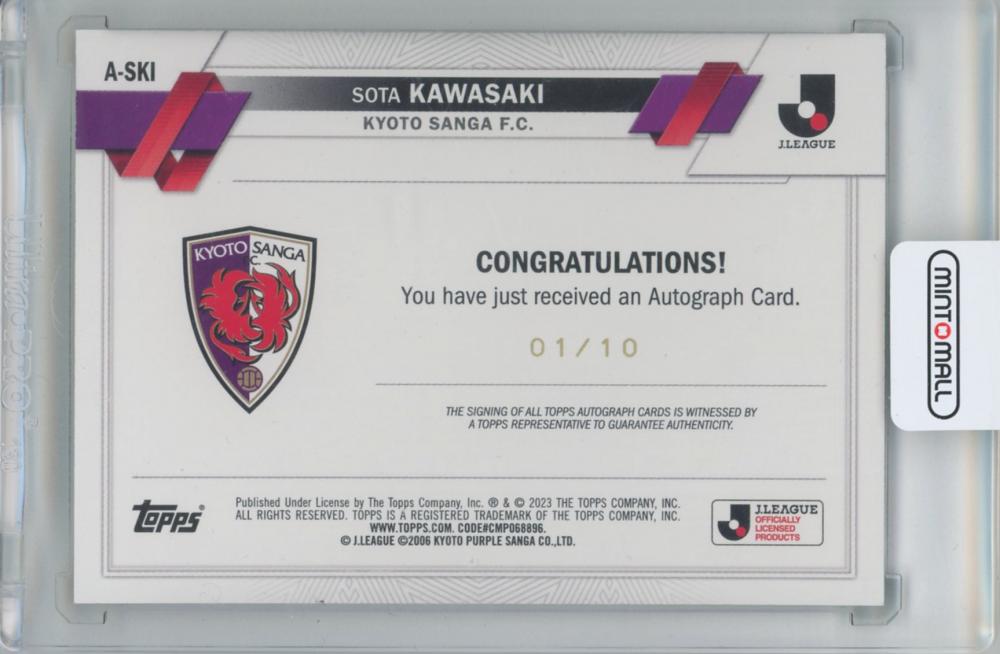 A-SKI
SOTA KAWASAKI
KYOTO SANGA F.C.
J.LEAGUE
KYOTO SANGA
F.C.
CONGRATULATIONS!
You have just received an Autograph Card.
01/10
THE SIGNING OF ALL TOPPS AUTOGRAPH CARDS IS WITNESSED BY
A TOPPS REPRESENTATIVE TO GUARANTEE AUTHENTICITY.
MINT MALL
topps®
Published Under License by The Topps Company, Inc. ® & © 2023 THE TOPPS COMPANY, INC.
ALL RIGHTS RESERVED. TOPPS IS A REGISTERED TRADEMARK OF THE TOPPS COMPANY, INC.
WWW.TOPPS.COM. CODE#CMP068896.
© J.LEAGUE ©2006 KYOTO PURPLE SANGA CO.,LTD.
J.LEAGUE
OFFICIALLY
LICENSED
PRODUCTS